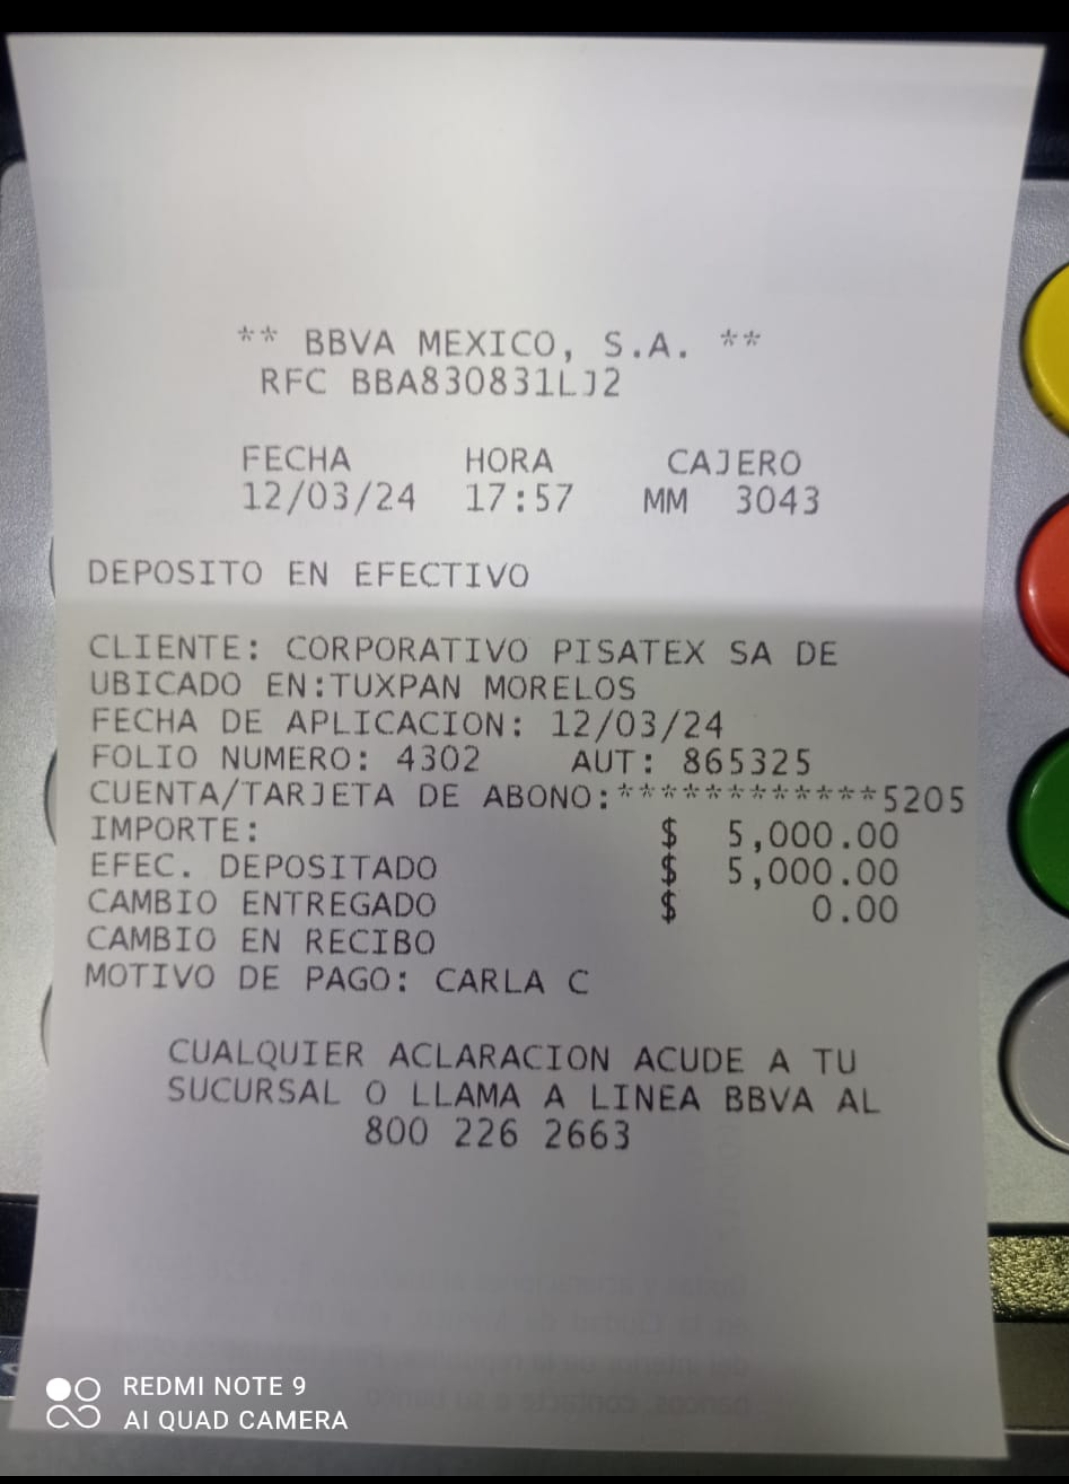 ** BBVA MEXICO, S.A. **
RFC BBA830831LJ2
FECHA HORA CAJERO
12/03/24 17:57 MM 3043
DEPOSITO EN EFECTIVO
CLIENTE: CORPORATIVO PISATEX SA DE
UBICADO EN:TUXPAN MORELOS
FECHA DE APLICACION: 12/03/24
FOLIO NUMERO: 4302 AUT: 865325
CUENTA/TARJETA DE ABONO:************5205
IMPORTE: $ 5,000.00
EFEC. DEPOSITADO $ 5,000.00
CAMBIO ENTREGADO $ 0.00
CAMBIO EN RECIBO
MOTIVO DE PAGO: CARLA C
CUALQUIER ACLARACION ACUDE A TU
SUCURSAL O LLAMA A LINEA BBVA AL
800 226 2663
REDMI NOTE 9
AI QUAD CAMERA